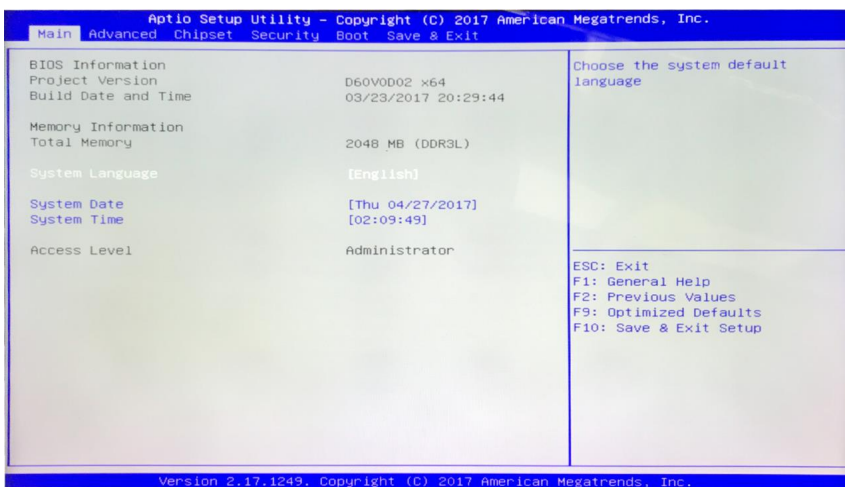 Aptio Setup Utility – Copyright (C) 2017 American Megatrends, Inc.
Main Advanced Chipset Security Boot Save & Exit
BIOS Information
Project Version D60V0D02 x64
Build Date and Time 03/23/2017 20:29:44
Memory Information
Total Memory 2048 MB (DDR3L)
System Language [English]
System Date [Thu 04/27/2017]
System Time [02:09:49]
Access Level Administrator
Choose the system default
language
ESC: Exit
F1: General Help
F2: Previous Values
F9: Optimized Defaults
F10: Save & Exit Setup
Version 2.17.1249. Copyright (C) 2017 American Megatrends, Inc.